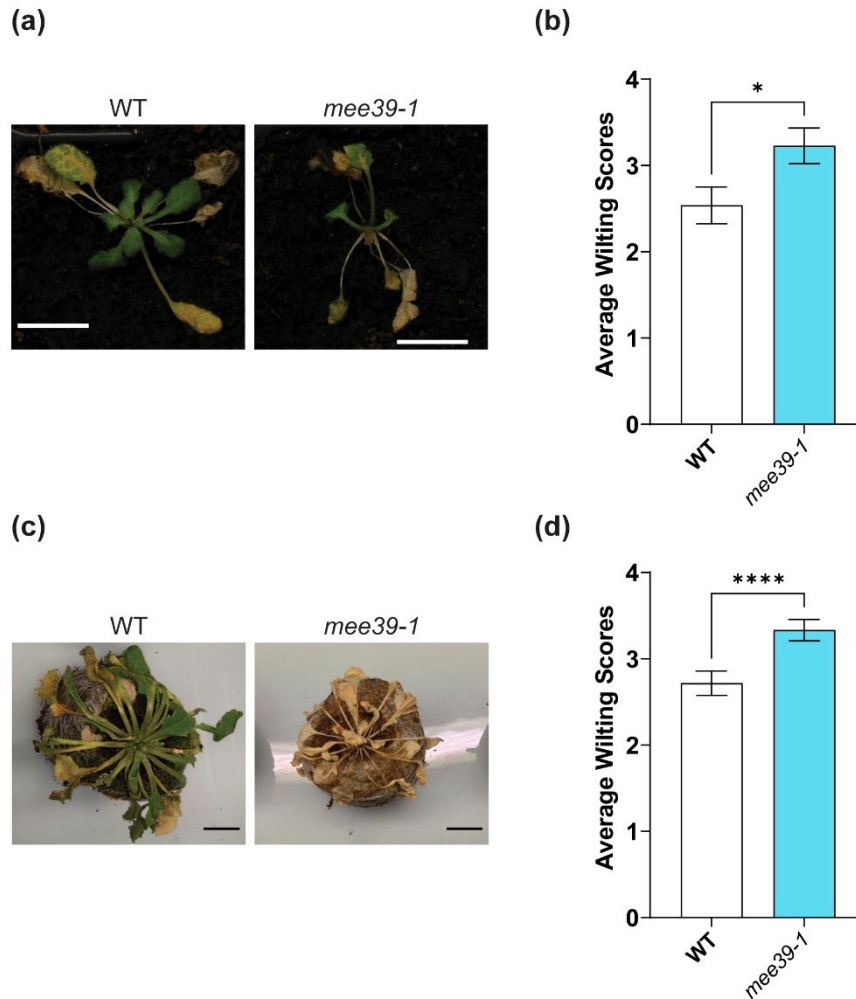 (a)
WT
mee39-1
(b)
Average Wilting Scores
4
3
2
1
0
*
WT
mee39-1
(c)
WT
mee39-1
(d)
Average Wilting Scores
4
3
2
1
0
****
WT
mee39-1